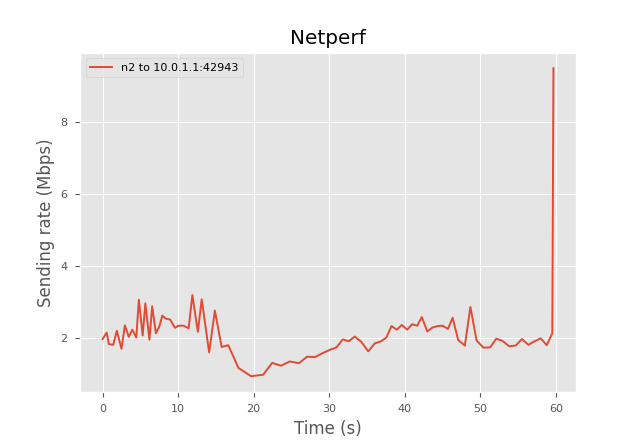 Netperf
n2 to 10.0.1.1:42943
Sending rate (Mbps)
8
6
4
2
0 10 20 30 40 50 60
Time (s)